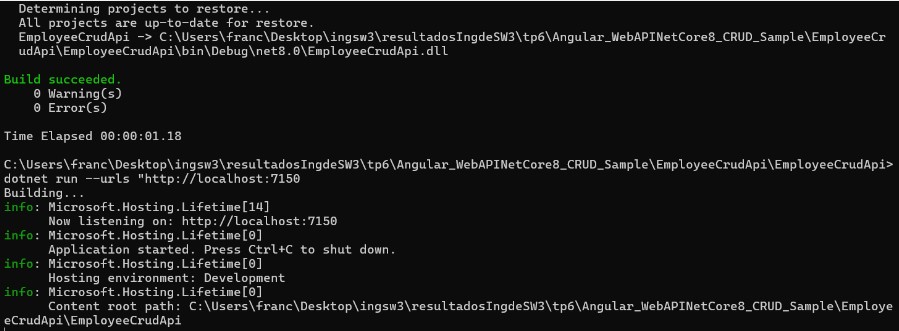 Determining projects to restore...
All projects are up-to-date for restore.
EmployeeCrudApi -> C:\Users\franc\Desktop\ingsw3\resultadosIngdeSW3\tp6\Angular_WebAPINetCore8_CRUD_Sample\EmployeeCr
udApi\EmployeeCrudApi\bin\Debug\net8.0\EmployeeCrudApi.dll
Build succeeded.
0 Warning(s)
0 Error(s)
Time Elapsed 00:00:01.18
C:\Users\franc\Desktop\ingsw3\resultadosIngdeSW3\tp6\Angular_WebAPINetCore8_CRUD_Sample\EmployeeCrudApi\EmployeeCrudApi>
dotnet run --urls "http://localhost:7150
Building...
info: Microsoft.Hosting.Lifetime[14]
Now listening on: http://localhost:7150
info: Microsoft.Hosting.Lifetime[0]
Application started. Press Ctrl+C to shut down.
info: Microsoft.Hosting.Lifetime[0]
Hosting environment: Development
info: Microsoft.Hosting.Lifetime[0]
Content root path: C:\Users\franc\Desktop\ingsw3\resultadosIngdeSW3\tp6\Angular_WebAPINetCore8_CRUD_Sample\Employe
eCrudApi\EmployeeCrudApi